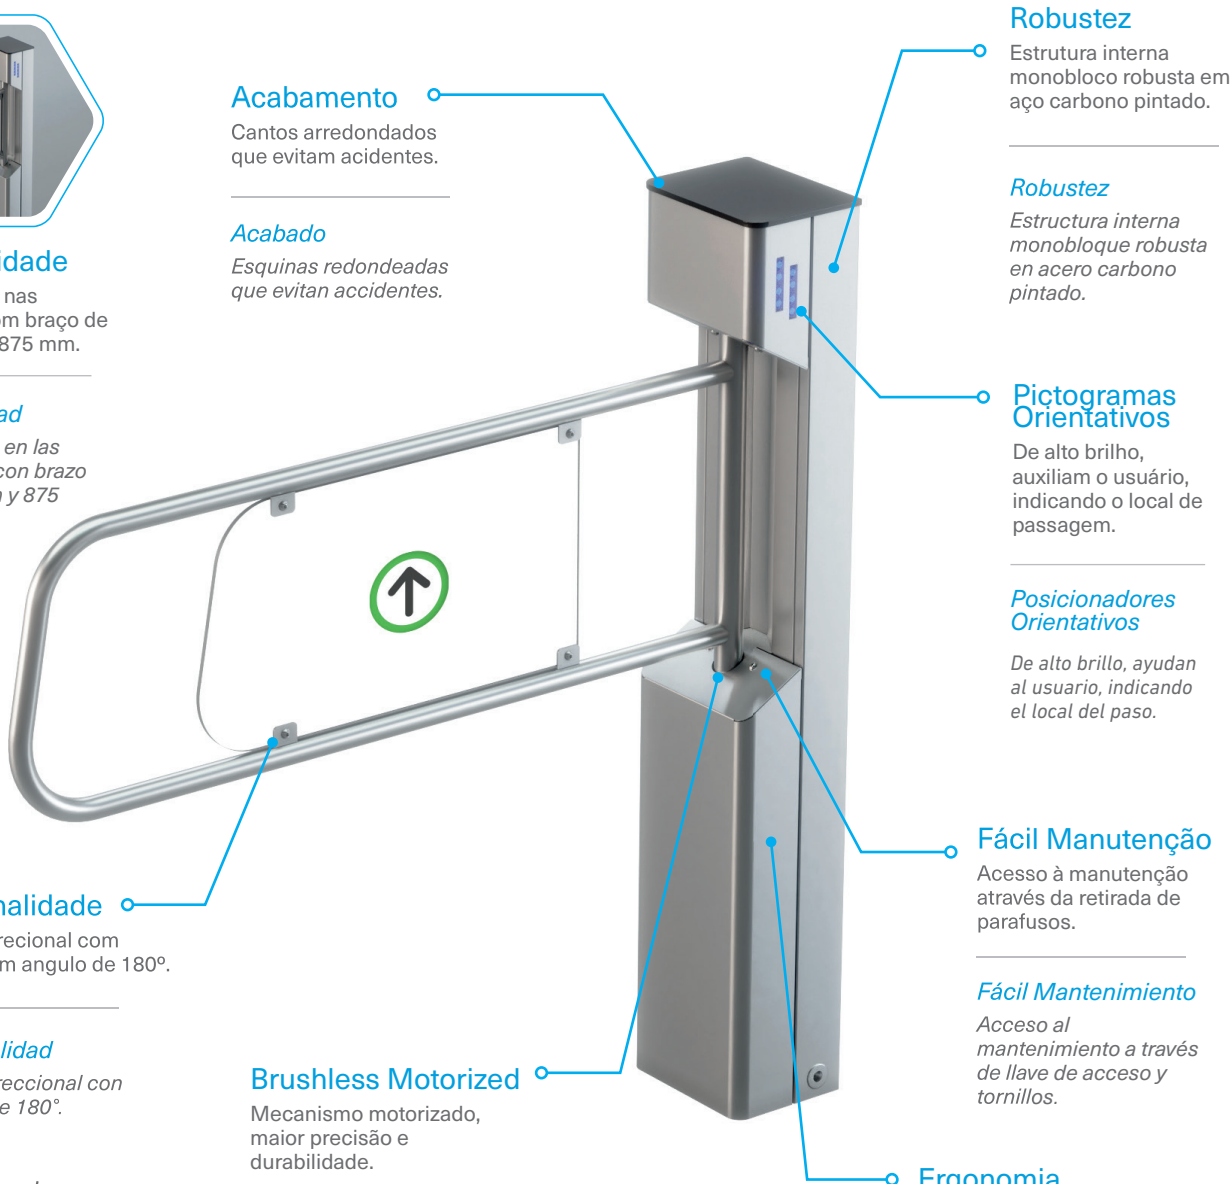 Robustez
Estrutura interna
monobloco robusta em
aço carbono pintado.
Robustez
Estructura interna
monobloque robusta
en acero carbono
pintado.
Acabamento
Cantos arredondados
que evitam acidentes.
Acabado
Esquinas redondeadas
que evitan accidentes.
idade
nas
om braço de
875 mm.
ad
en las
con brazo
y 875
Pictogramas
Orientativos
De alto brilho,
auxiliam o usuário,
indicando o local de
passagem.
Posicionadores
Orientativos
De alto brillo, ayudan
al usuario, indicando
el local del paso.
Fácil Manutenção
Acesso à manutenção
através da retirada de
parafusos.
Fácil Mantenimiento
Acceso al
mantenimiento a través
de llave de acceso y
tornillos.
nalidade
recional com
m angulo de 180º.
lidad
reccional con
e 180°.
Brushless Motorized
Mecanismo motorizado,
maior precisão e
durabilidade.
Ergonomia